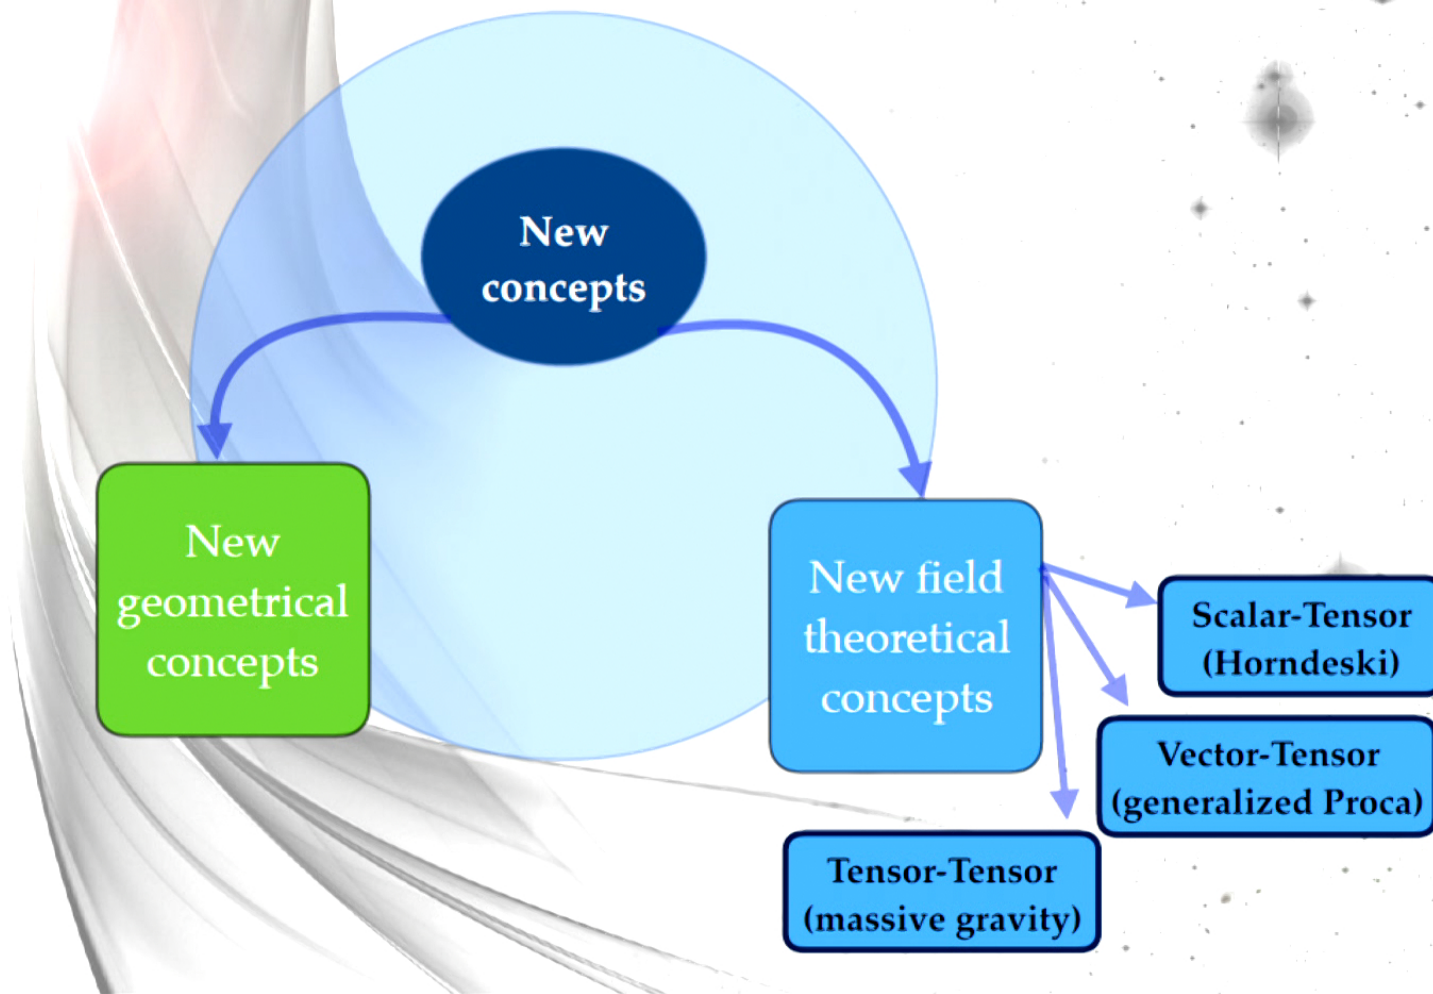 New
concepts
New
geometrical
concepts
New field
theoretical
concepts
Scalar-Tensor
(Horndeski)
Vector-Tensor
(generalized Proca)
Tensor-Tensor
(massive gravity)